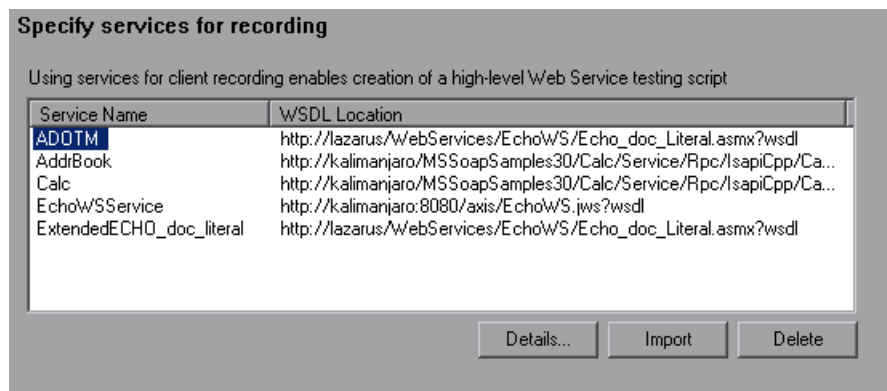 Specify services for recording
Using services for client recording enables creation of a high-level Web Service testing script
Service Name WSDL Location
ADOTM http://lazarus/WebServices/EchoWS/Echo_doc_Literal.asmx?wsdl
AddrBook http://kalimanjaro/MSSoapSamples30/Calc/Service/Rpc/IsapiCpp/Ca...
Calc http://kalimanjaro/MSSoapSamples30/Calc/Service/Rpc/IsapiCpp/Ca...
EchoWSService http://kalimanjaro:8080/axis/EchoWS.jws?wsdl
ExtendedECHO_doc_literal http://lazarus/WebServices/EchoWS/Echo_doc_Literal.asmx?wsdl
Details... Import Delete